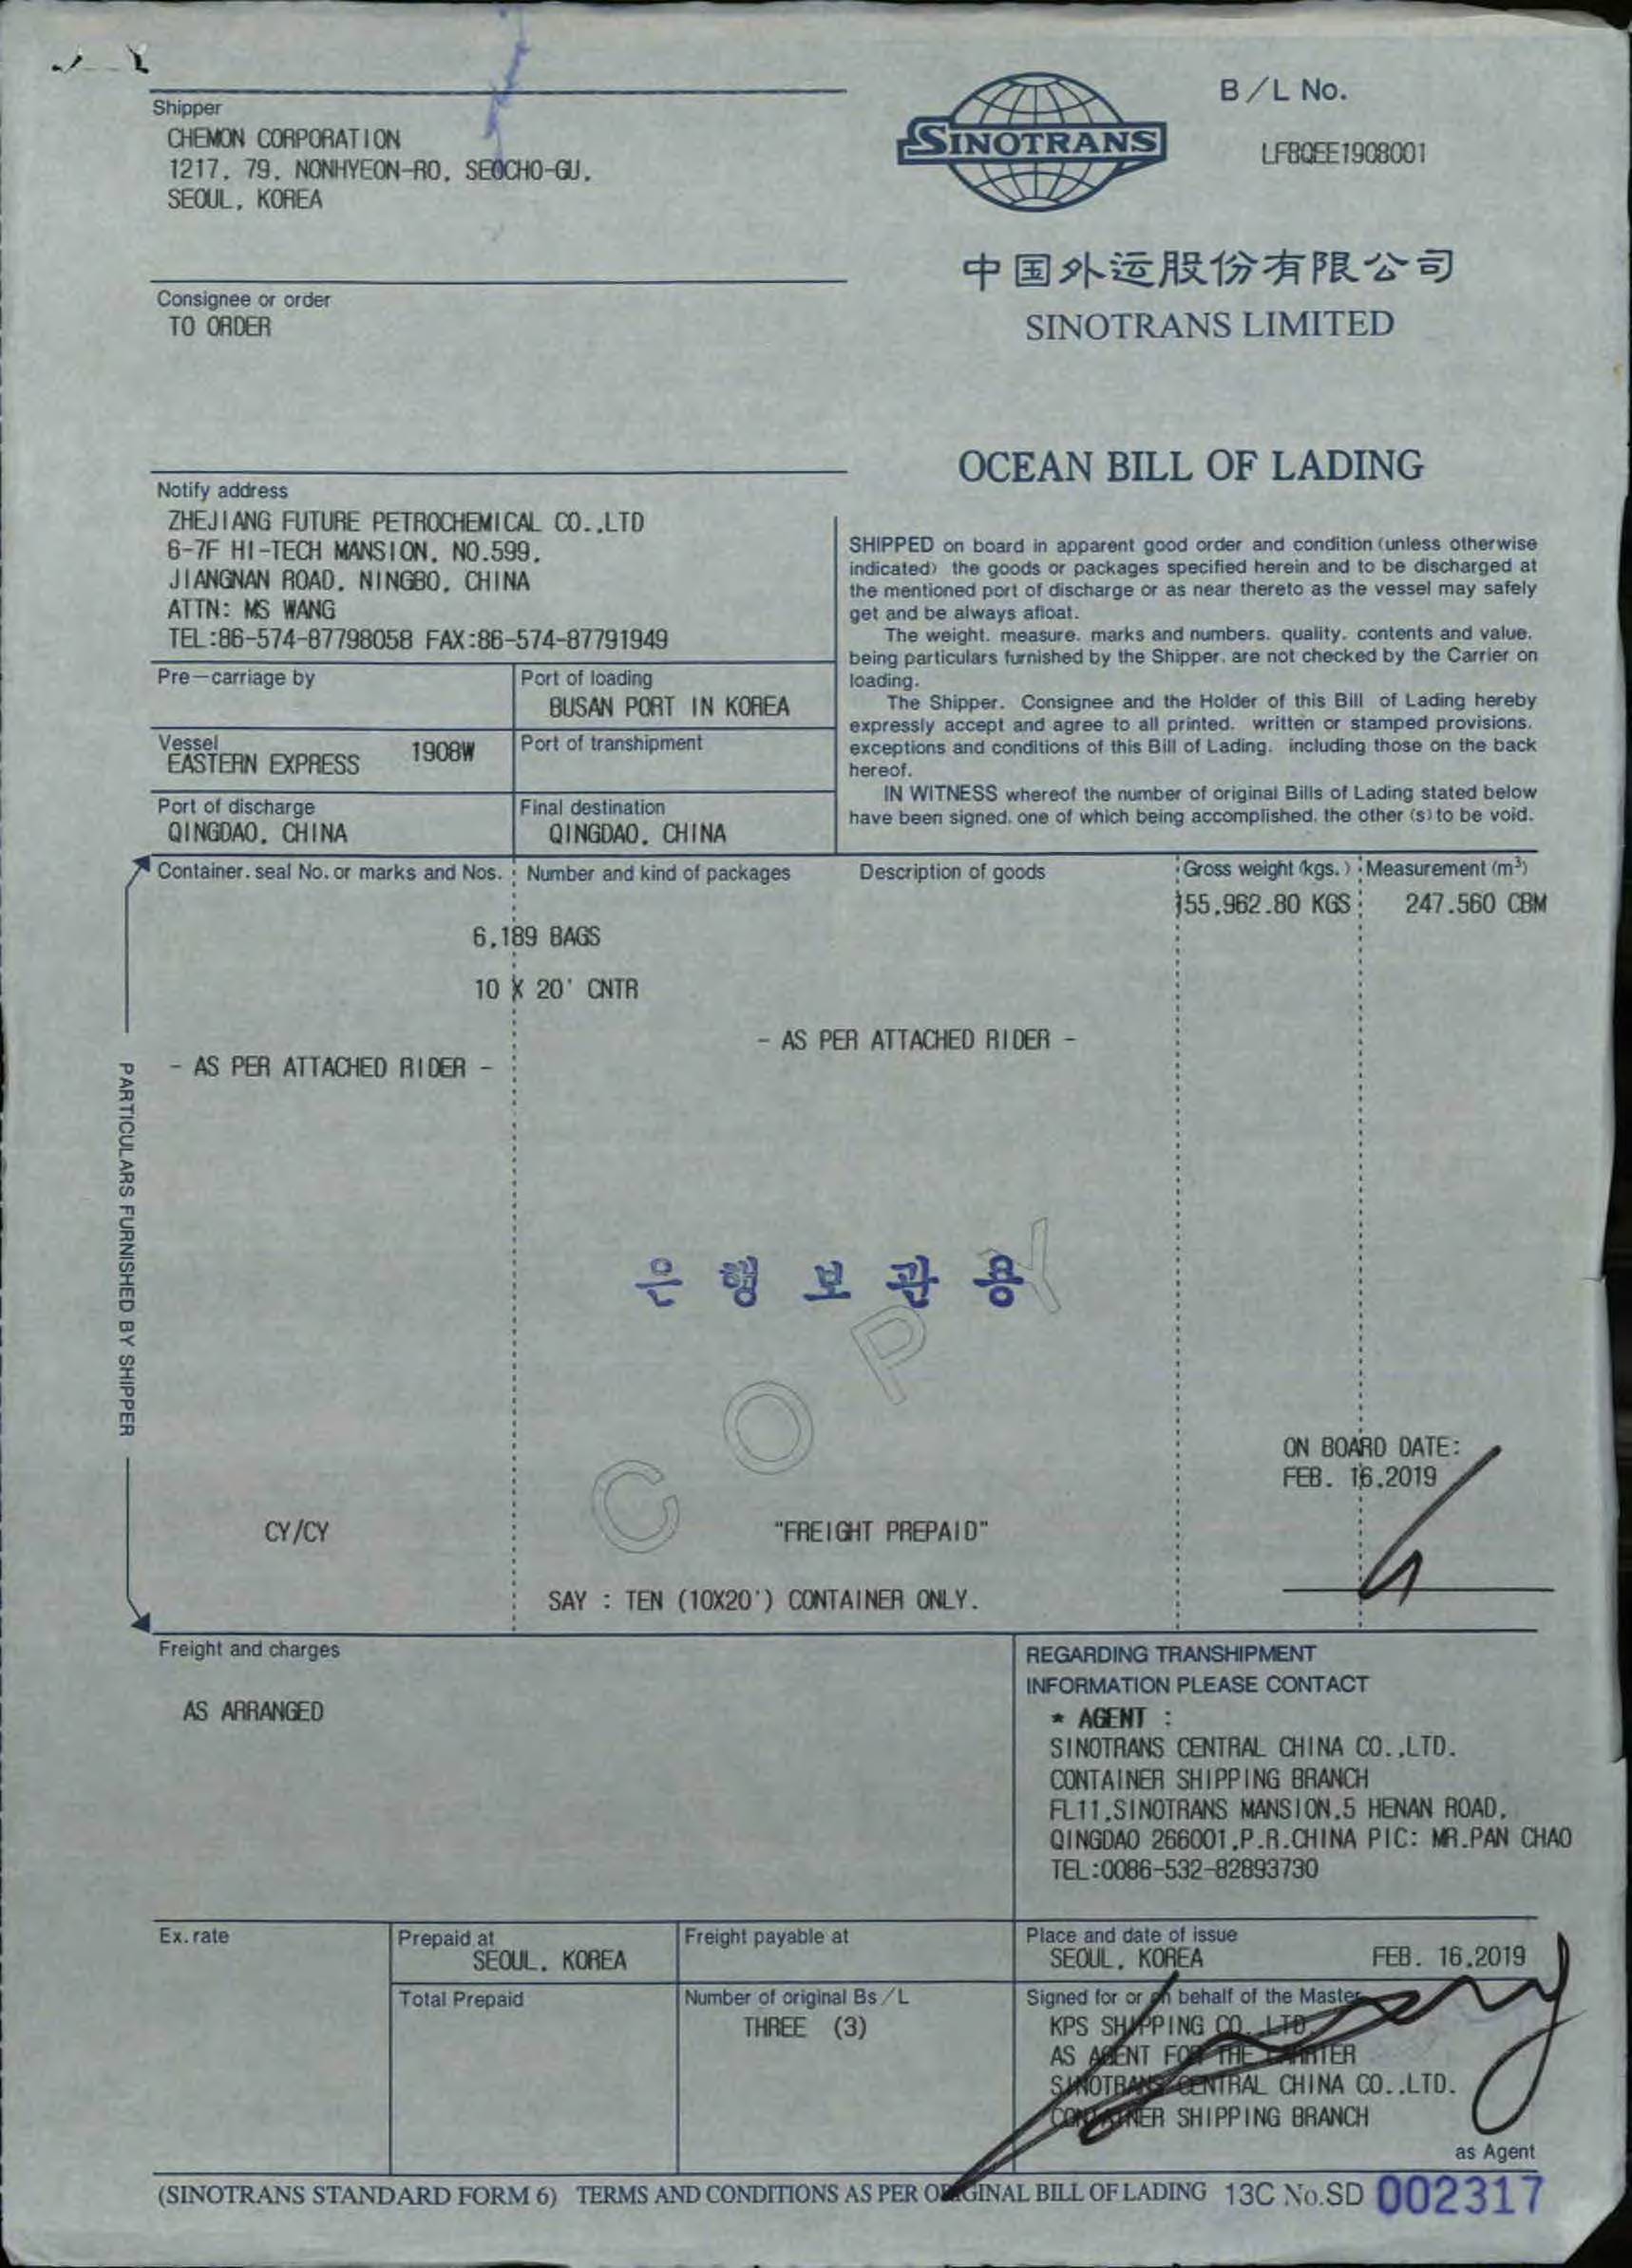 Shipper
CHEMON CORPORATION
1217, 79, NONHYEON-RO, SEOCHO-GU,
SEOUL, KOREA
SINOTRANS
B/L No.
LFBQEE1908001
中国外运股份有限公司
SINOTRANS LIMITED
Consignee or order
TO ORDER
OCEAN BILL OF LADING
Notify address
ZHEJIANG FUTURE PETROCHEMICAL CO.,LTD
6-7F HI-TECH MANSION, NO.599,
JIANGNAN ROAD, NINGBO, CHINA
ATTN: MS WANG
TEL:86-574-87798058 FAX:86-574-87791949
SHIPPED on board in apparent good order and condition (unless otherwise
indicated) the goods or packages specified herein and to be discharged at
the mentioned port of discharge or as near thereto as the vessel may safely
get and be always afloat.
The weight, measure, marks and numbers, quality, contents and value,
being particulars furnished by the Shipper, are not checked by the Carrier on
loading.
The Shipper, Consignee and the Holder of this Bill of Lading hereby
expressly accept and agree to all printed, written or stamped provisions,
exceptions and conditions of this Bill of Lading, including those on the back
hereof.
IN WITNESS whereof the number of original Bills of Lading stated below
have been signed, one of which being accomplished, the other (s) to be void.
Pre-carriage by
Port of loading
BUSAN PORT IN KOREA
Vessel
EASTERN EXPRESS 1908W
Port of transhipment
Port of discharge
QINGDAO, CHINA
Final destination
QINGDAO, CHINA
Container, seal No. or marks and Nos. Number and kind of packages Description of goods Gross weight (kgs.) Measurement (m³)
155,962.80 KGS 247.560 CBM
6,189 BAGS
10 X 20' CNTR
- AS PER ATTACHED RIDER -
- AS PER ATTACHED RIDER -
PARTICULARS FURNISHED BY SHIPPER
은행보관용
COPY
ON BOARD DATE:
FEB. 16,2019
CY/CY
"FREIGHT PREPAID"
SAY : TEN (10X20') CONTAINER ONLY.
Freight and charges
AS ARRANGED
REGARDING TRANSHIPMENT
INFORMATION PLEASE CONTACT
* AGENT :
SINOTRANS CENTRAL CHINA CO.,LTD.
CONTAINER SHIPPING BRANCH
FL11,SINOTRANS MANSION,5 HENAN ROAD,
QINGDAO 266001,P.R.CHINA PIC: MR.PAN CHAO
TEL:0086-532-82893730
Ex. rate
Prepaid at
SEOUL, KOREA
Freight payable at
Place and date of issue
SEOUL, KOREA FEB. 16,2019
Total Prepaid
Number of original Bs/L
THREE (3)
Signed for or on behalf of the Master
KPS SHIPPING CO.,LTD.
AS AGENT FOR THE CARRIER
SINOTRANS CENTRAL CHINA CO.,LTD.
CONTAINER SHIPPING BRANCH
as Agent
(SINOTRANS STANDARD FORM 6) TERMS AND CONDITIONS AS PER ORIGINAL BILL OF LADING 13C No.SD 002317